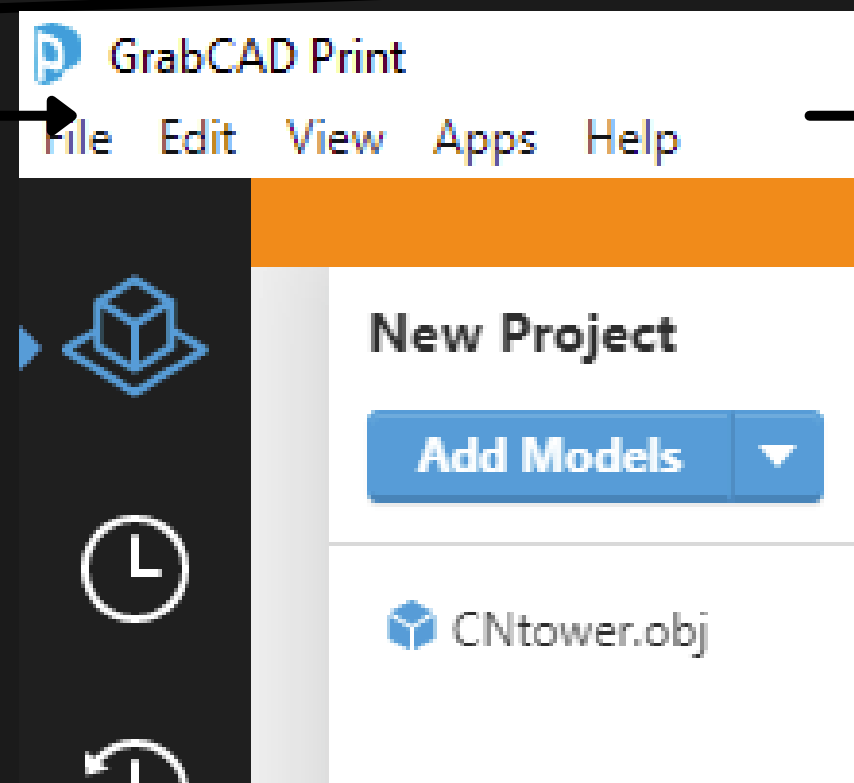 GrabCAD Print
File Edit View Apps Help
New Project
Add Models
CNtower.obj